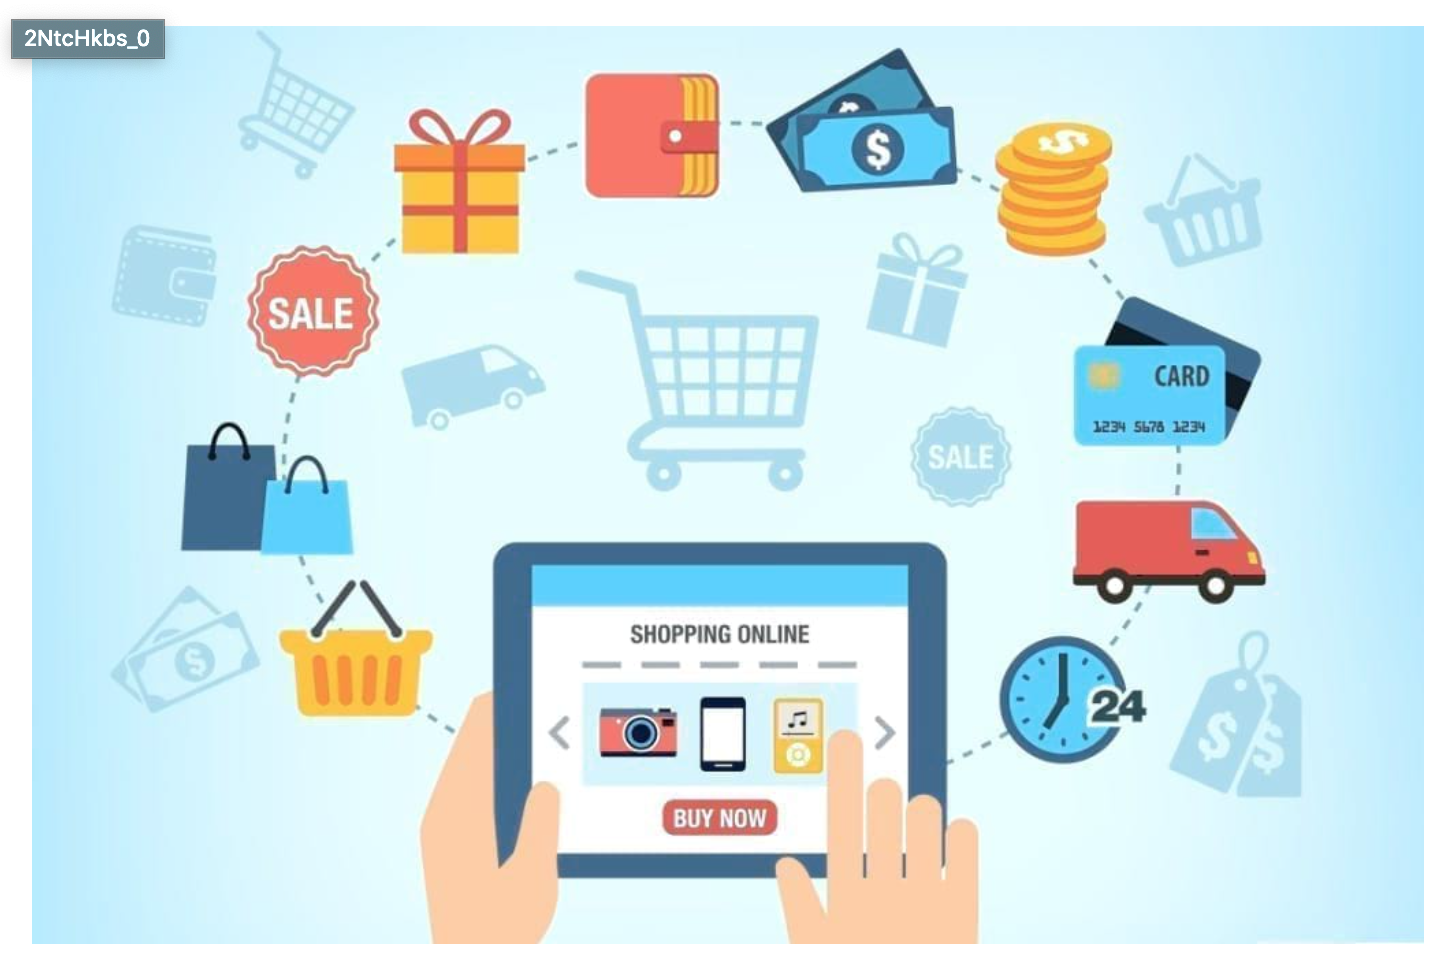 2NtcHkbs_0
$
$
$
SALE
$
CARD
1234 5678 1234
SALE
SHOPPING ONLINE
$
24
$
$
BUY NOW